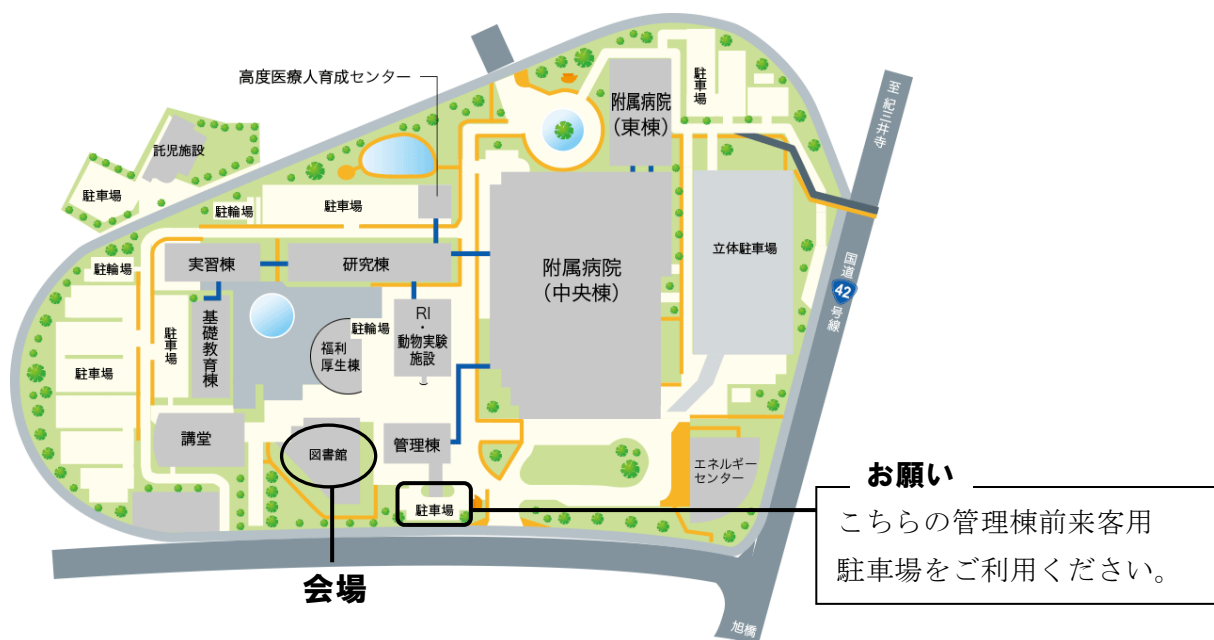 高度医療人育成センター
附属病院
（東棟）
駐車場
至 紀三井寺
託児施設
駐車場
駐輪場
駐車場
立体駐車場
実習棟
研究棟
附属病院
（中央棟）
国道42号線
駐輪場
基礎教育棟
駐車場
駐車場
福利
厚生棟
駐輪場
RI
・
動物実験
施設
講堂
図書館
管理棟
エネルギー
センター
駐車場
お願い
こちらの管理棟前来客用
駐車場をご利用ください。
会場
旭橋